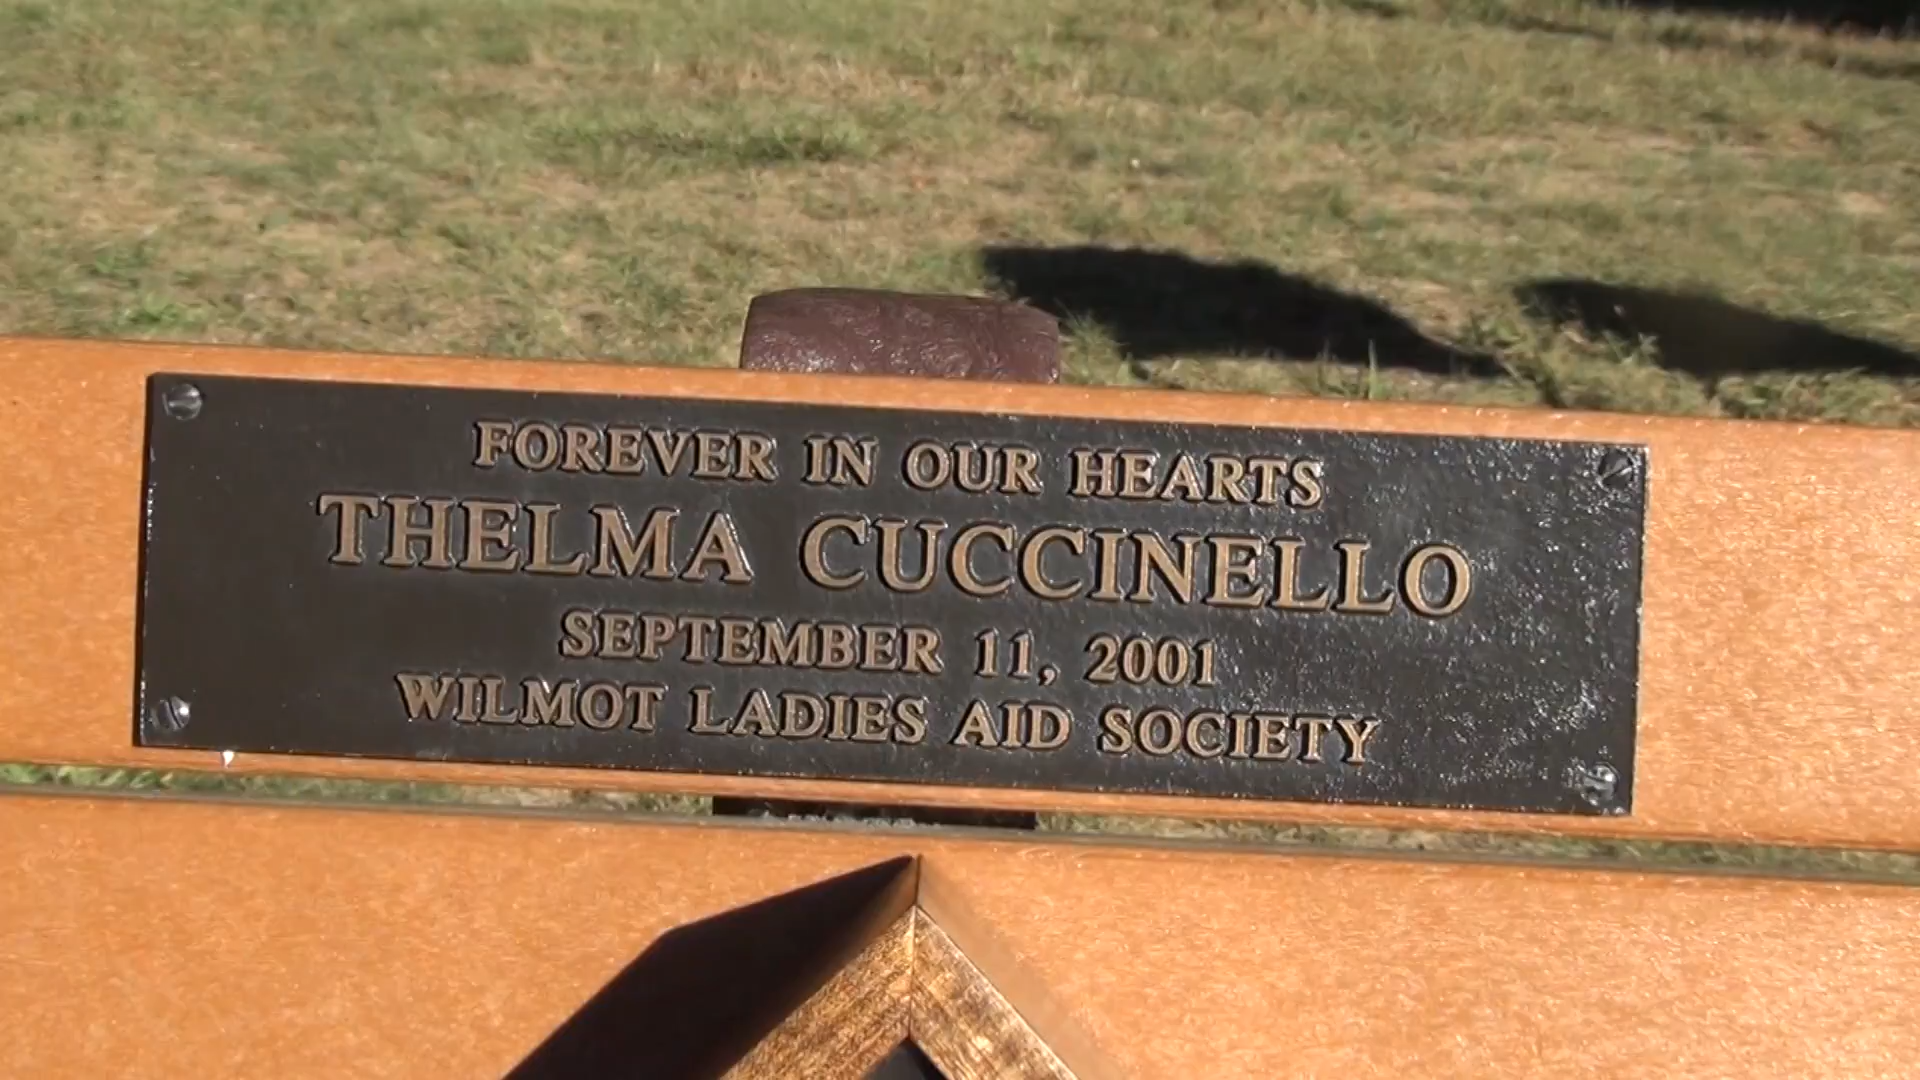 FOREVER IN OUR HEARTS
THELMA CUCCINELLO
SEPTEMBER 11, 2001
WILMOT LADIES AID SOCIETY